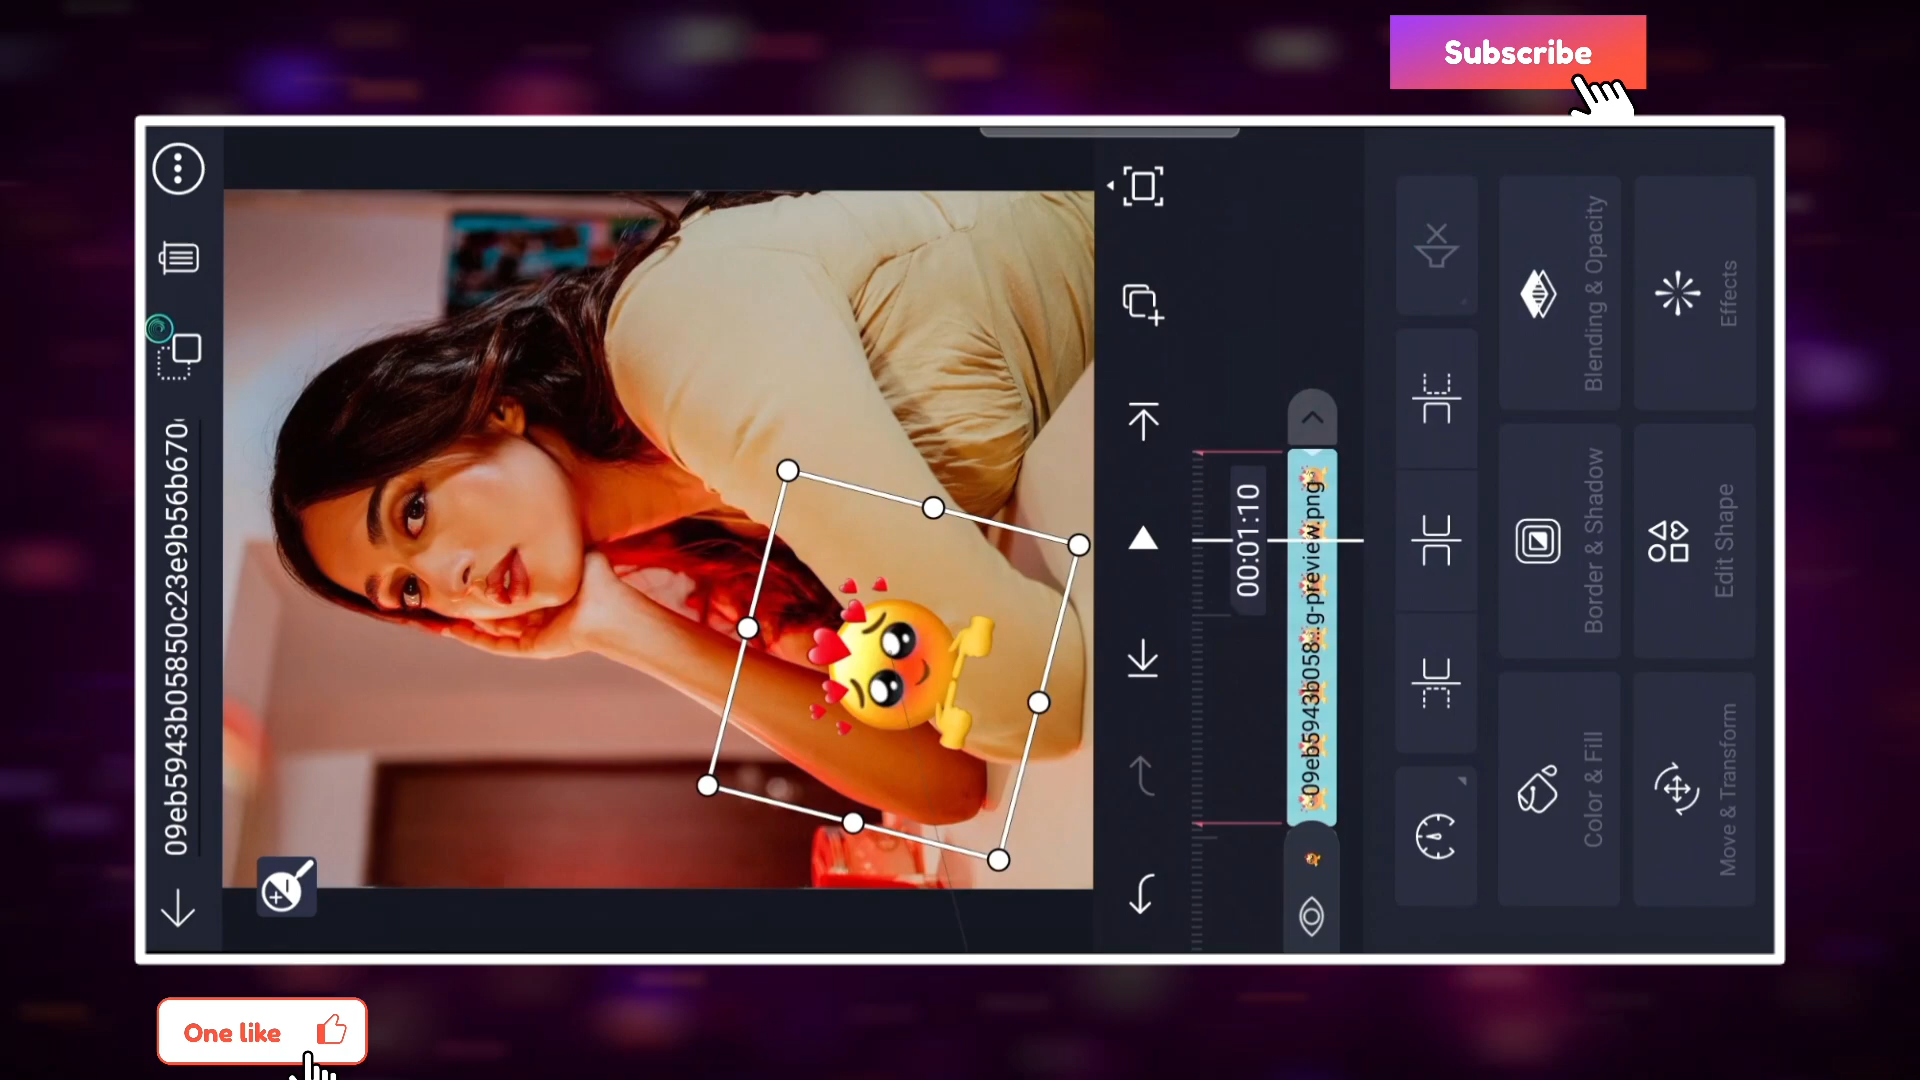 Subscribe
09eb5943b05850c23e9b56b670
00:01:10
09eb5943b058...g-preview.png
Blending & Opacity
Effects
Border & Shadow
Edit Shape
Color & Fill
Move & Transform
One like